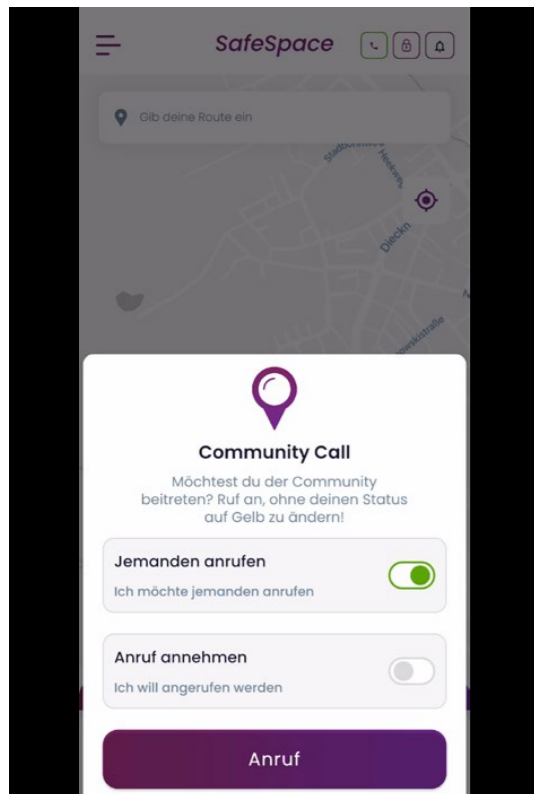 SafeSpace
Gib deine Route ein
Heekweg
Community Call
Möchtest du der Community
beitreten? Ruf an, ohne deinen Status
auf Gelb zu ändern!
Jemanden anrufen
Ich möchte jemanden anrufen
Anruf annehmen
Ich will angerufen werden
Anruf